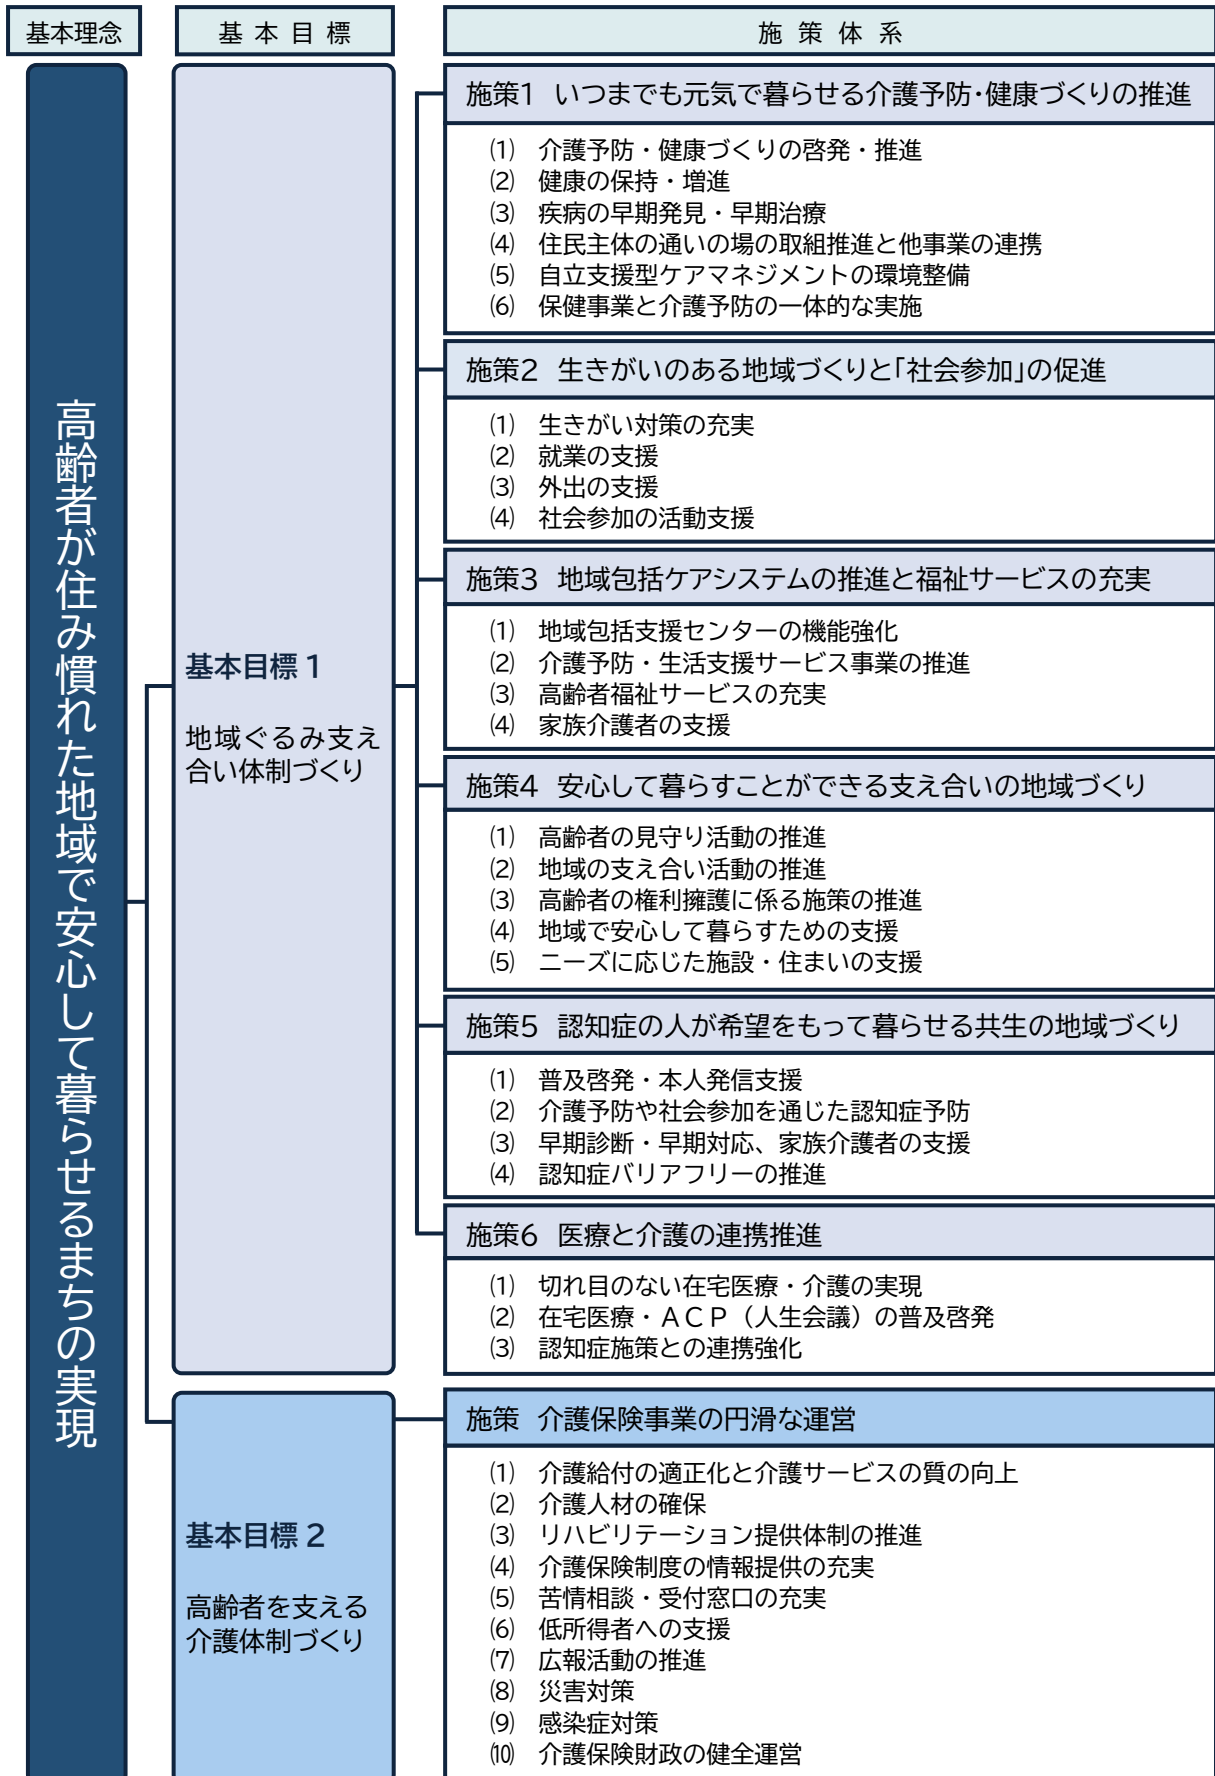 基本理念
基本目標
施策体系
高齢者が住み慣れた地域で安心して暮らせるまちの実現
基本目標1
地域ぐるみ支え
合い体制づくり
施策1 いつまでも元気で暮らせる介護予防・健康づくりの推進
⑴ 介護予防・健康づくりの啓発・推進
⑵ 健康の保持・増進
⑶ 疾病の早期発見・早期治療
⑷ 住民主体の通いの場の取組推進と他事業の連携
⑸ 自立支援型ケアマネジメントの環境整備
⑹ 保健事業と介護予防の一体的な実施
施策2 生きがいのある地域づくりと「社会参加」の促進
⑴ 生きがい対策の充実
⑵ 就業の支援
⑶ 外出の支援
⑷ 社会参加の活動支援
施策3 地域包括ケアシステムの推進と福祉サービスの充実
⑴ 地域包括支援センターの機能強化
⑵ 介護予防・生活支援サービス事業の推進
⑶ 高齢者福祉サービスの充実
⑷ 家族介護者の支援
施策4 安心して暮らすことができる支え合いの地域づくり
⑴ 高齢者の見守り活動の推進
⑵ 地域の支え合い活動の推進
⑶ 高齢者の権利擁護に係る施策の推進
⑷ 地域で安心して暮らすための支援
⑸ ニーズに応じた施設・住まいの支援
施策5 認知症の人が希望をもって暮らせる共生の地域づくり
⑴ 普及啓発・本人発信支援
⑵ 介護予防や社会参加を通じた認知症予防
⑶ 早期診断・早期対応、家族介護者の支援
⑷ 認知症バリアフリーの推進
施策6 医療と介護の連携推進
⑴ 切れ目のない在宅医療・介護の実現
⑵ 在宅医療・ACP（人生会議）の普及啓発
⑶ 認知症施策との連携強化
基本目標2
高齢者を支える
介護体制づくり
施策 介護保険事業の円滑な運営
⑴ 介護給付の適正化と介護サービスの質の向上
⑵ 介護人材の確保
⑶ リハビリテーション提供体制の推進
⑷ 介護保険制度の情報提供の充実
⑸ 苦情相談・受付窓口の充実
⑹ 低所得者への支援
⑺ 広報活動の推進
⑻ 災害対策
⑼ 感染症対策
⑽ 介護保険財政の健全運営